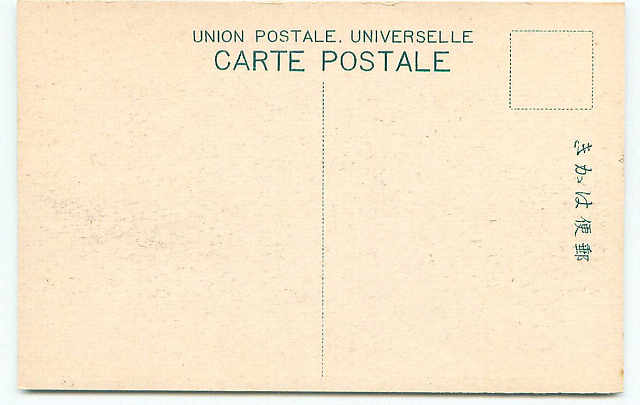 UNION POSTALE. UNIVERSELLE
CARTE POSTALE
きかは便郵